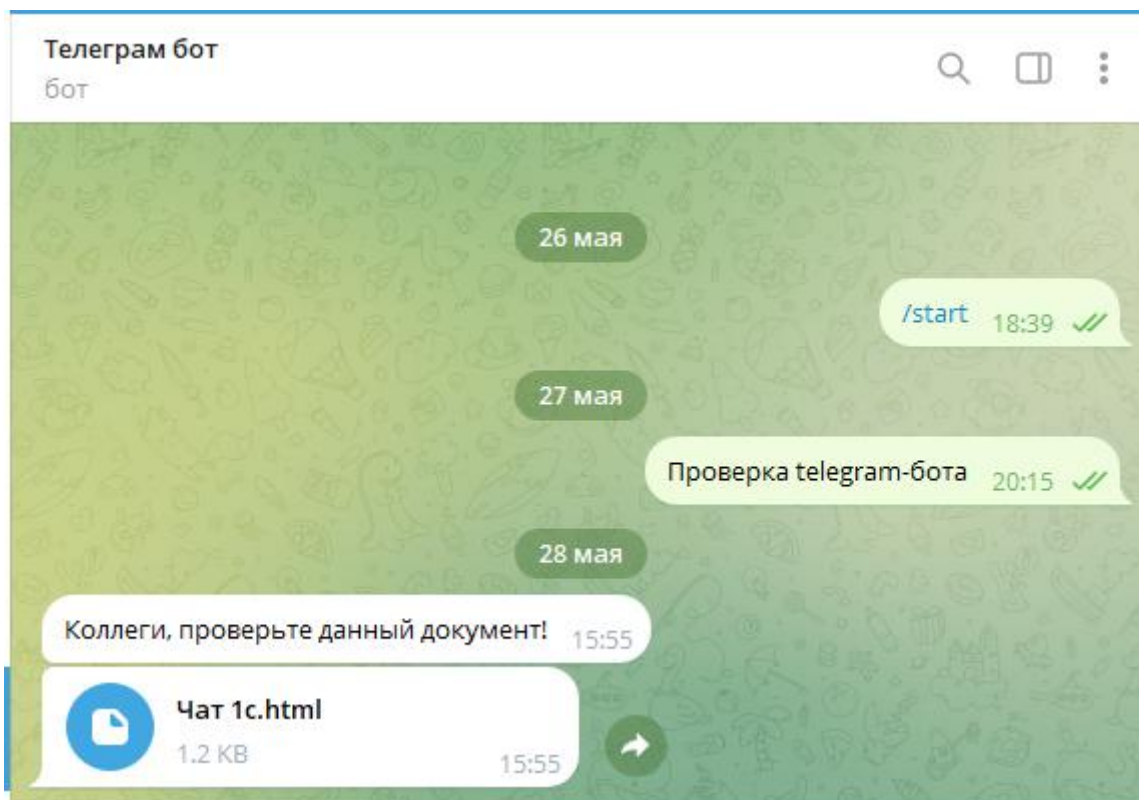 Телеграм бот
бот
26 мая
/start 18:39
27 мая
Проверка telegram-бота 20:15
28 мая
Коллеги, проверьте данный документ! 15:55
Чат 1c.html
1.2 KB 15:55